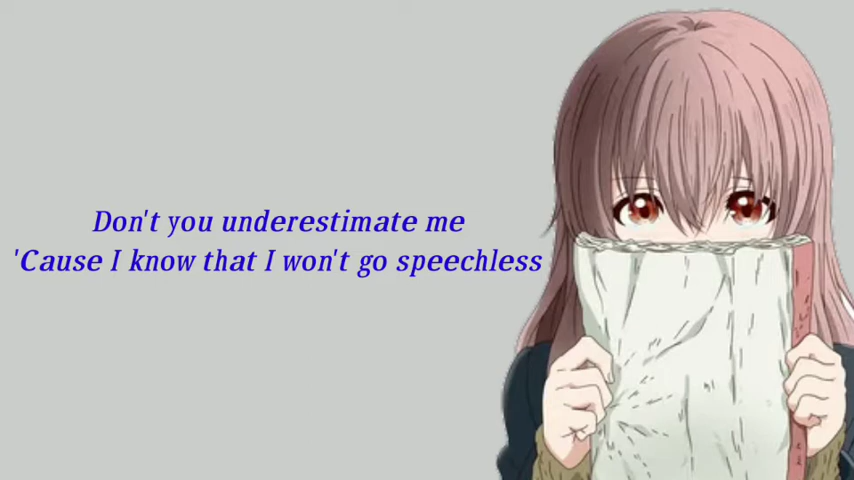 Don't you underestimate me
'Cause I know that I won't go speechless